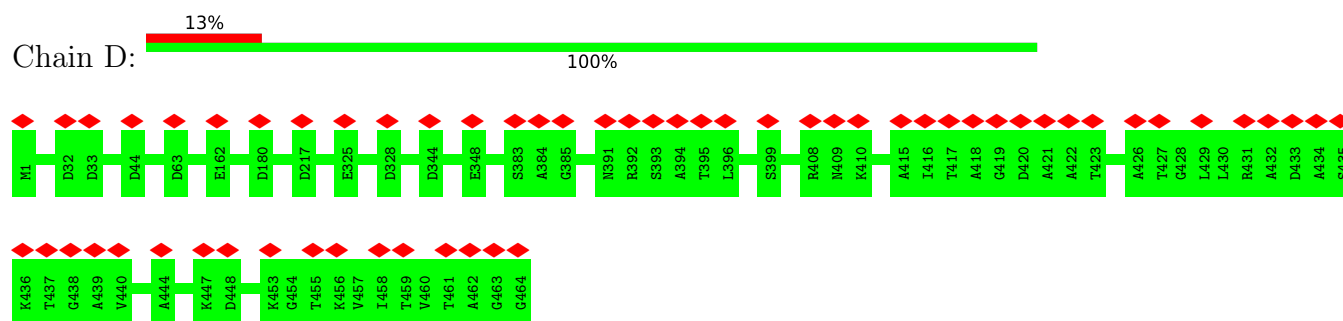 13%
Chain D:
100%
M1 D32 D33 D44 D63 E162 D180 D217 E325 D328 D344 E348 S383 A384 G385 N391 R392 S393 A394 T395 L396 S399 R408 N409 K410 A415 I416 T417 A418 G419 D420 A421 A422 T423 A426 T427 G428 L429 L430 R431 A432 D433 A434 S435
K436 T437 G438 A439 V440 A444 K447 D448 K453 G454 T455 K456 V457 I458 T459 V460 T461 A462 G463 G464